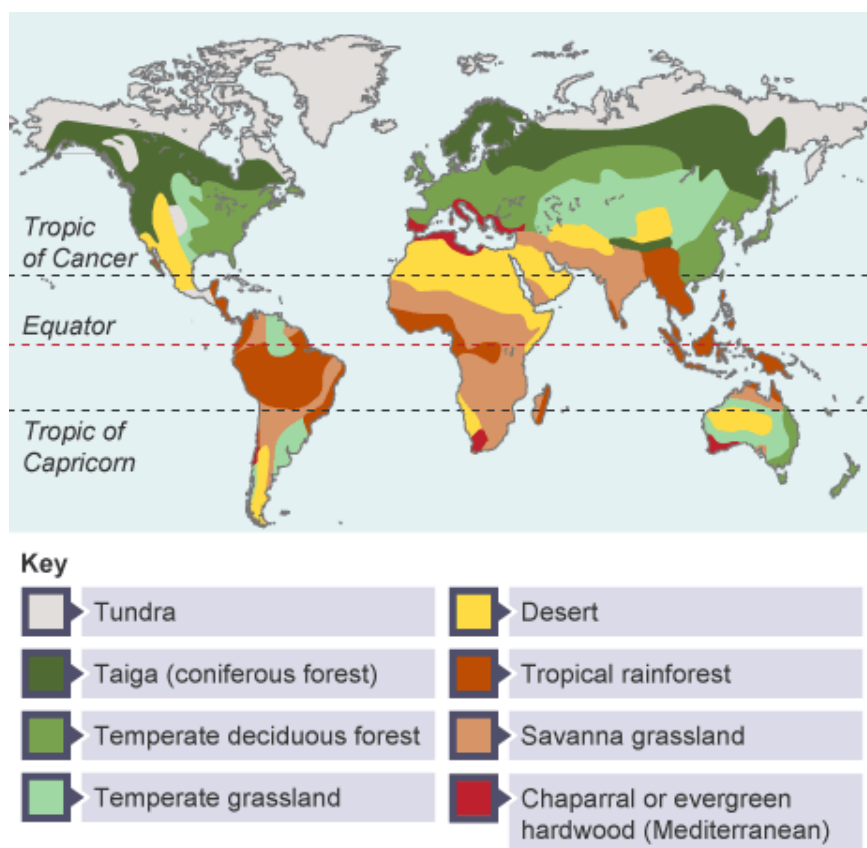 Tropic
of Cancer
Equator
Tropic of
Capricorn
Key
Tundra
Desert
Taiga (coniferous forest)
Tropical rainforest
Temperate deciduous forest
Savanna grassland
Temperate grassland
Chaparral or evergreen
hardwood (Mediterranean)